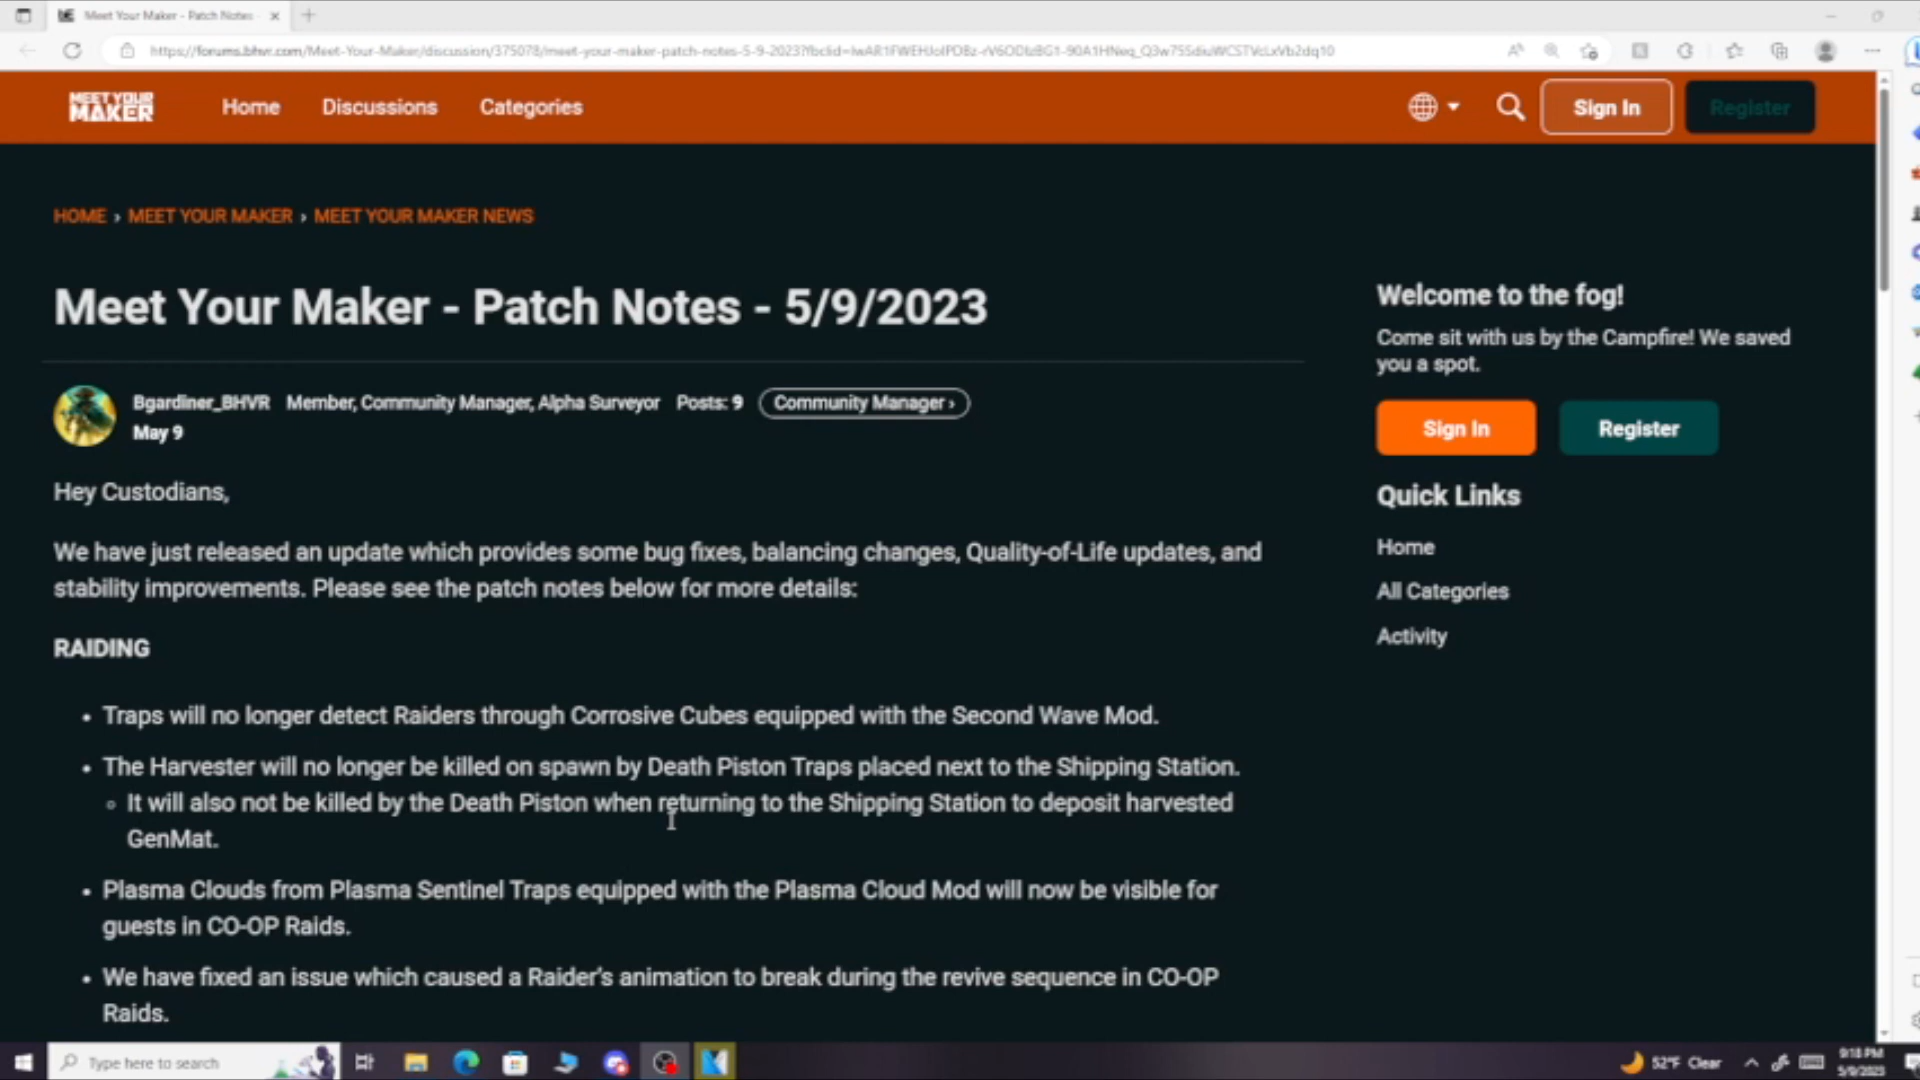 Meet Your Maker - Patch Notes -
MEET YOUR
MAKER
Home
Discussions
Categories
Sign In
Register
HOME › MEET YOUR MAKER › MEET YOUR MAKER NEWS
Meet Your Maker - Patch Notes - 5/9/2023
Bgardiner_BHVR Member, Community Manager, Alpha Surveyor Posts: 9 Community Manager ›
May 9
Hey Custodians,
We have just released an update which provides some bug fixes, balancing changes, Quality-of-Life updates, and
stability improvements. Please see the patch notes below for more details:
RAIDING
• Traps will no longer detect Raiders through Corrosive Cubes equipped with the Second Wave Mod.
• The Harvester will no longer be killed on spawn by Death Piston Traps placed next to the Shipping Station.
◦ It will also not be killed by the Death Piston when returning to the Shipping Station to deposit harvested
GenMat.
• Plasma Clouds from Plasma Sentinel Traps equipped with the Plasma Cloud Mod will now be visible for
guests in CO-OP Raids.
• We have fixed an issue which caused a Raider's animation to break during the revive sequence in CO-OP
Raids.
Welcome to the fog!
Come sit with us by the Campfire! We saved
you a spot.
Sign In
Register
Quick Links
Home
All Categories
Activity
Type here to search
52°F Clear
9:18 PM
5/9/2023